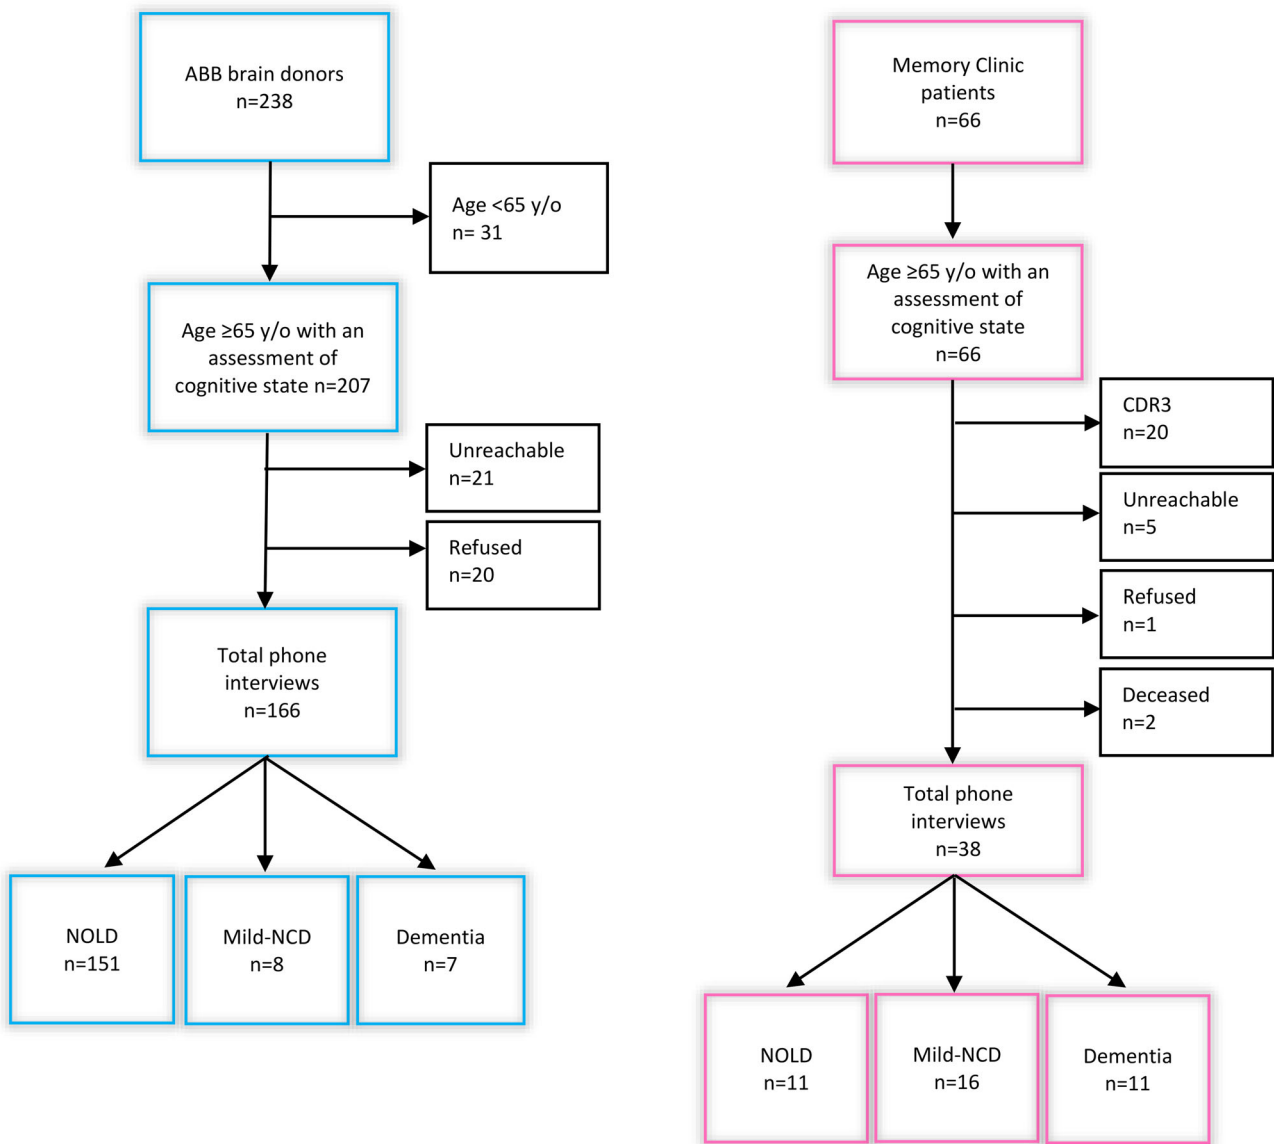 ABB brain donors
n=238
Age <65 y/o
n= 31
Age ≥65 y/o with an
assessment of
cognitive state n=207
Unreachable
n=21
Refused
n=20
Total phone
interviews
n=166
NOLD
n=151
Mild-NCD
n=8
Dementia
n=7
Memory Clinic
patients
n=66
Age ≥65 y/o with an
assessment of
cognitive state
n=66
CDR3
n=20
Unreachable
n=5
Refused
n=1
Deceased
n=2
Total phone
interviews
n=38
NOLD
n=11
Mild-NCD
n=16
Dementia
n=11